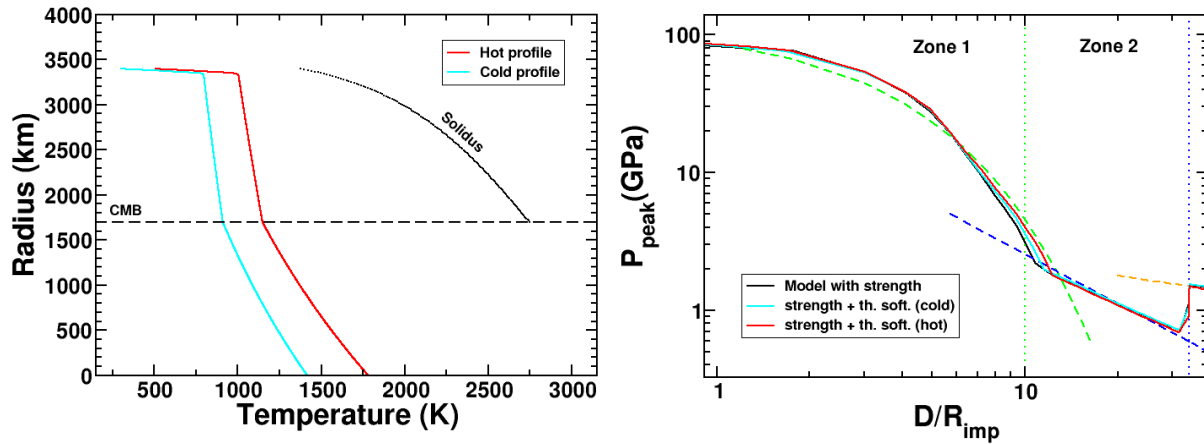 4000
3500
3000
2500
2000
1500
1000
500
0
Radius (km)
Hot profile
Cold profile
Solidus
CMB
500
1000
1500
2000
2500
3000
Temperature (K)
100
10
1
P_peak(GPa)
Zone 1
Zone 2
Model with strength
strength + th. soft. (cold)
strength + th. soft. (hot)
1
10
D/R_imp